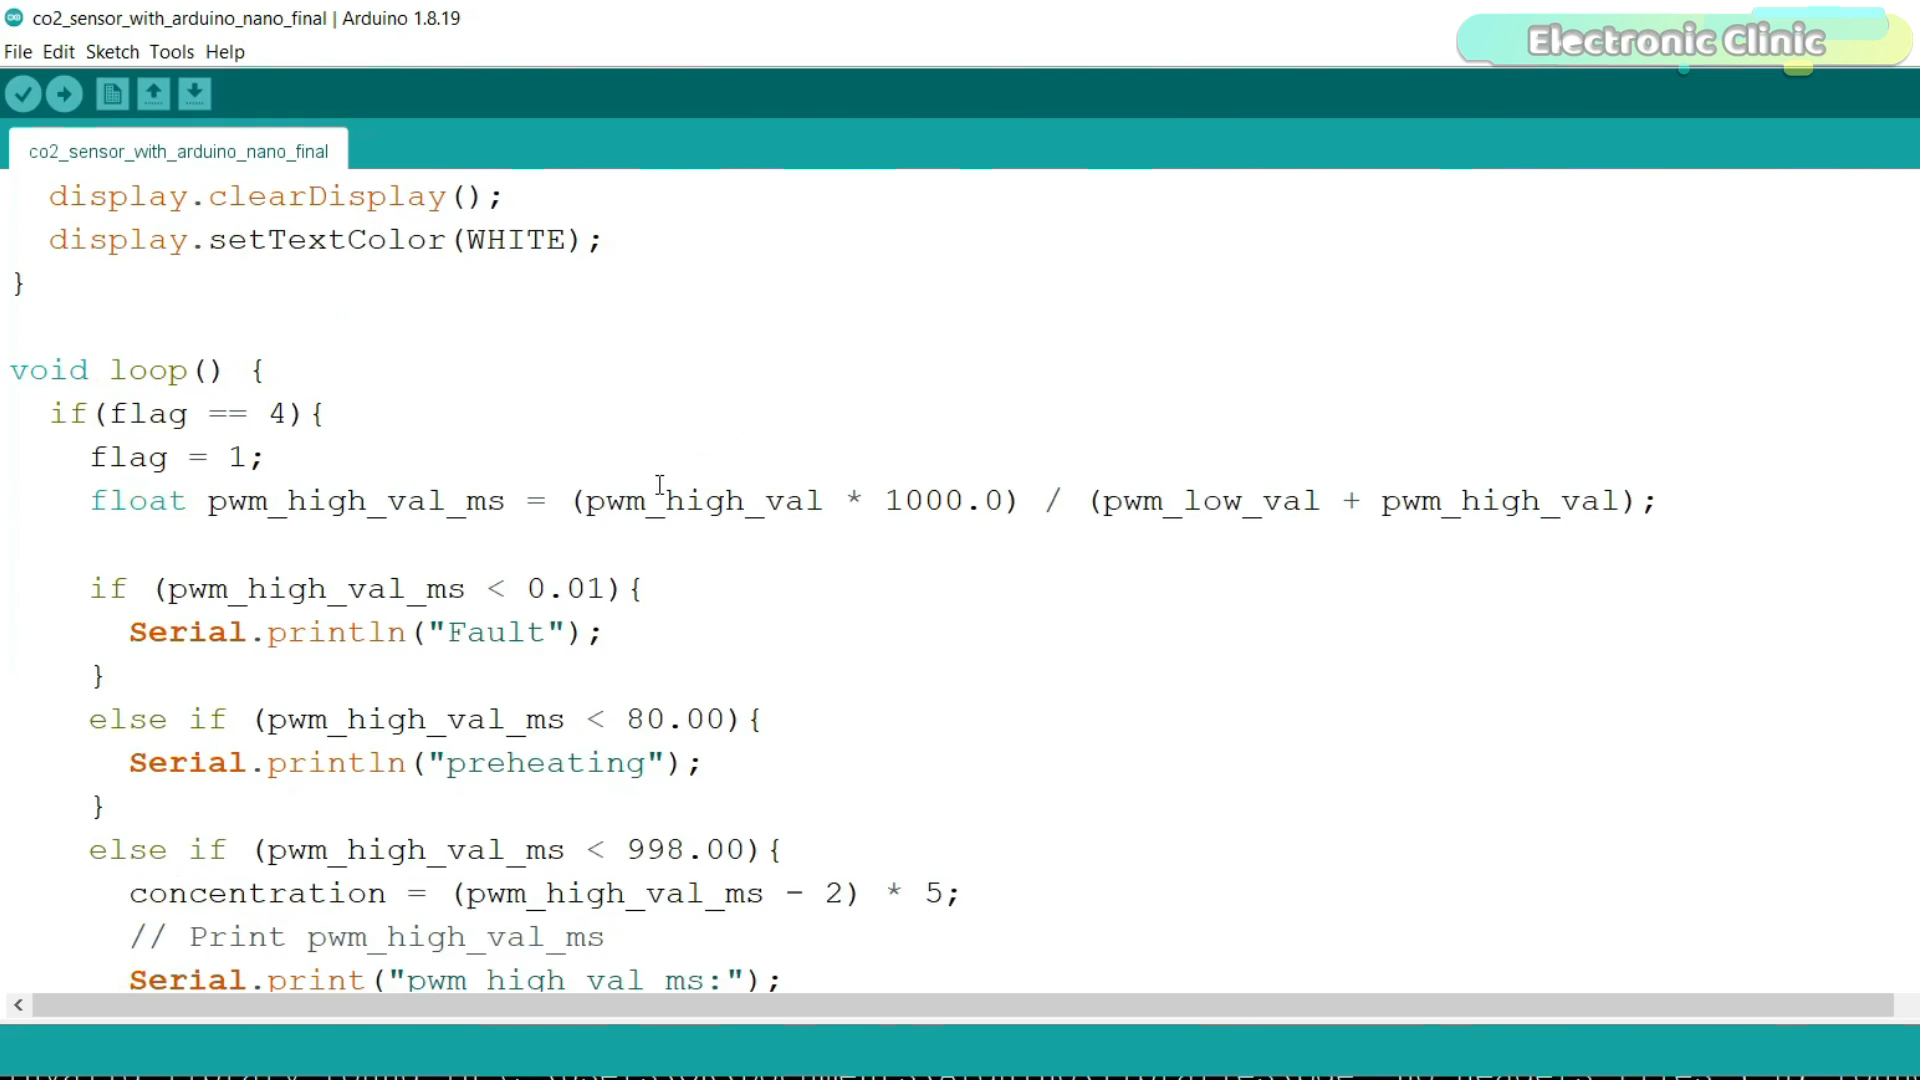 co2_sensor_with_arduino_nano_final | Arduino 1.8.19
Electronic Clinic
File Edit Sketch Tools Help
co2_sensor_with_arduino_nano_final
display.clearDisplay();
display.setTextColor(WHITE);
}
void loop() {
if(flag == 4){
flag = 1;
float pwm_high_val_ms = (pwm_high_val * 1000.0) / (pwm_low_val + pwm_high_val);
if (pwm_high_val_ms < 0.01){
Serial.println("Fault");
}
else if (pwm_high_val_ms < 80.00){
Serial.println("preheating");
}
else if (pwm_high_val_ms < 998.00){
concentration = (pwm_high_val_ms - 2) * 5;
// Print pwm_high_val_ms
Serial.print("pwm_high_val_ms:");